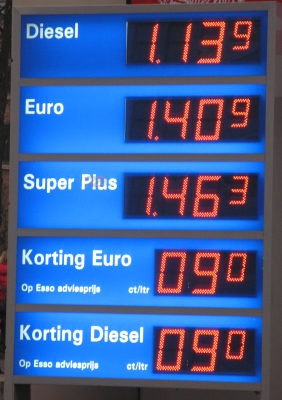 Diesel 1.139
Euro 1.409
Super Plus 1.463
Korting Euro 090
Op Esso adviesprijs ct/ltr
Korting Diesel 090
Op Esso adviesprijs ct/ltr